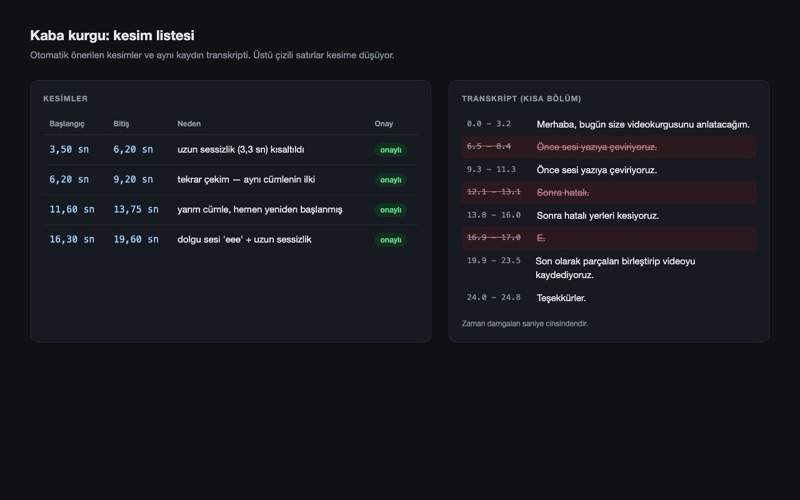 Kaba kurgu: kesim listesi
Otomatik önerilen kesimler ve aynı kaydın transkripti. Üstü çizili satırlar kesime düşüyor.
KESİMLER
Başlangıç Bitiş Neden Onay
3,50 sn 6,20 sn uzun sessizlik (3,3 sn) kısaltıldı onaylı
6,20 sn 9,20 sn tekrar çekim — aynı cümlenin ilki onaylı
11,60 sn 13,75 sn yarım cümle, hemen yeniden başlanmış onaylı
16,30 sn 19,60 sn dolgu sesi 'eee' + uzun sessizlik onaylı
TRANSKRİPT (KISA BÖLÜM)
0.0 – 3.2 Merhaba, bugün size videokurgusunu anlatacağım.
6.5 – 8.4 Önce sesi yazıya çeviriyoruz.
9.3 – 11.3 Önce sesi yazıya çeviriyoruz.
12.1 – 13.1 Sonra hatalı.
13.8 – 16.0 Sonra hatalı yerleri kesiyoruz.
16.9 – 17.0 E.
19.9 – 23.5 Son olarak parçaları birleştirip videoyu
kaydediyoruz.
24.0 – 24.8 Teşekkürler.
Zaman damgaları saniye cinsindendir.